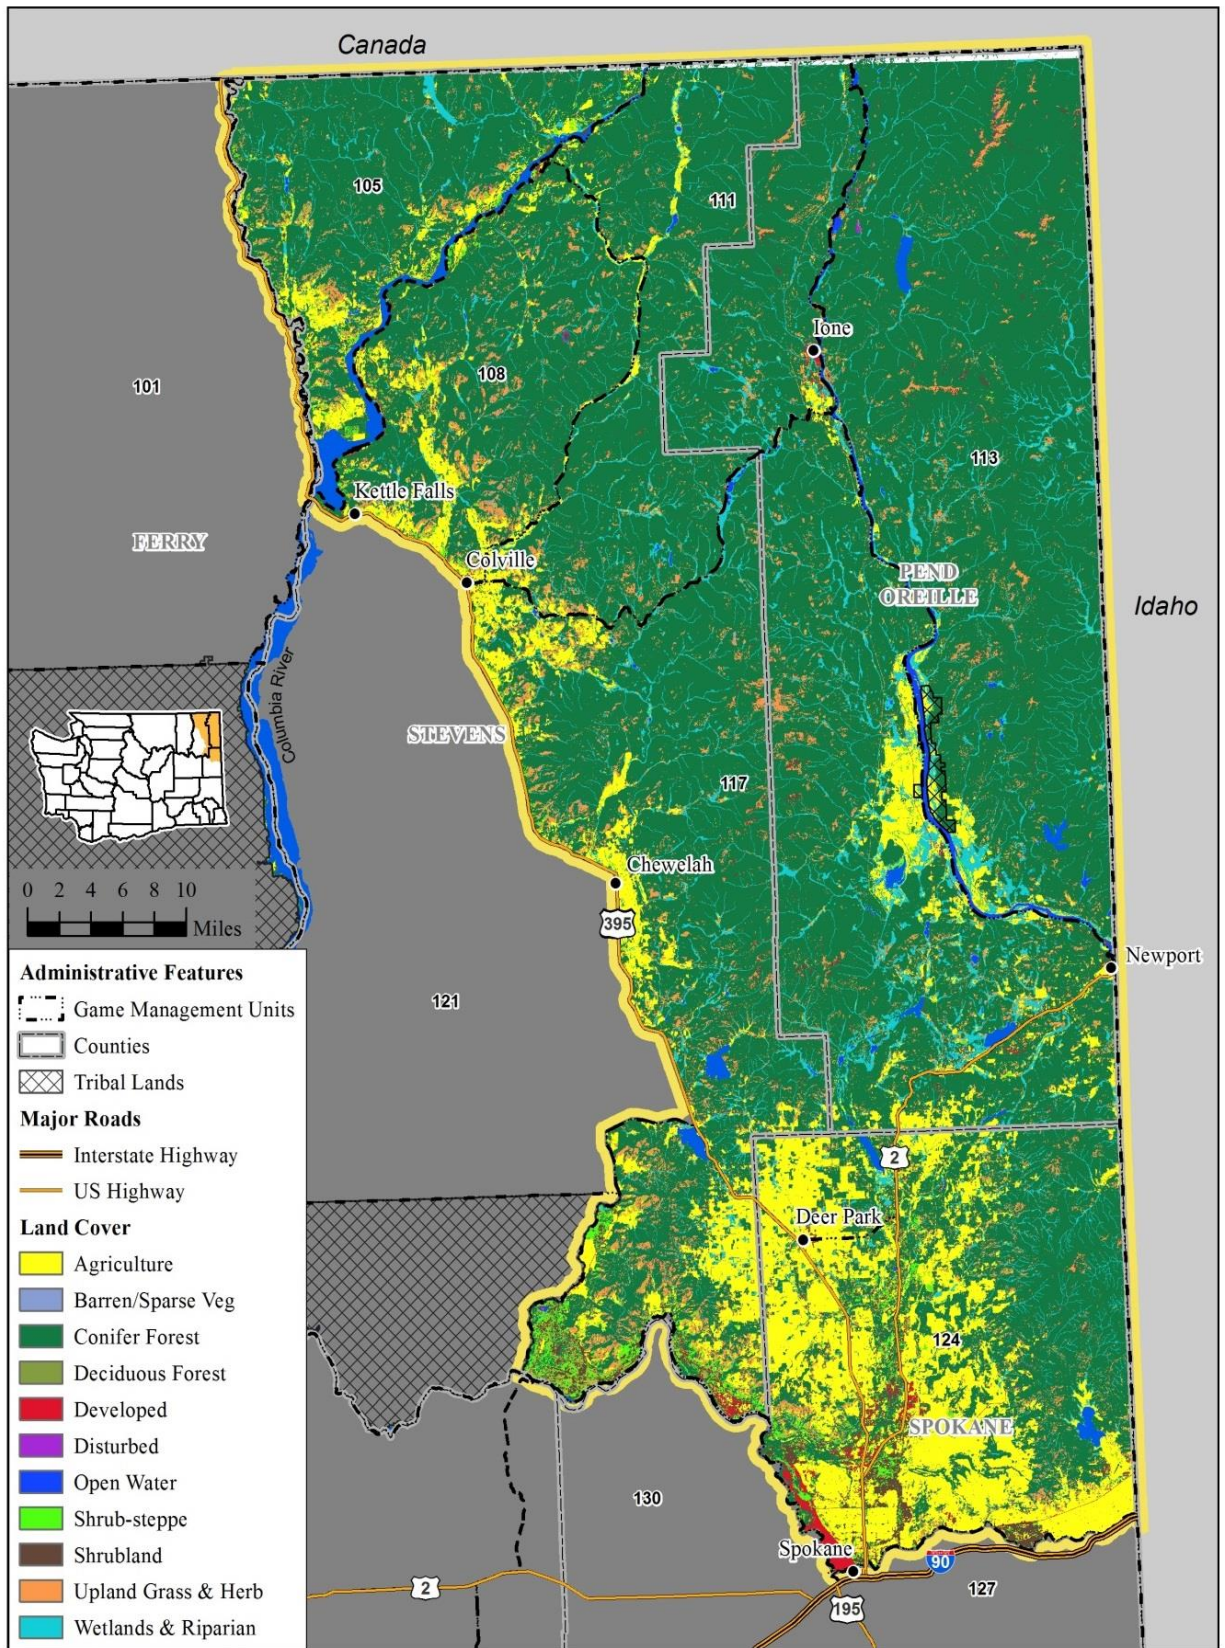 Canada
105
111
Ione
101
108
113
Kettle Falls
FERRY
Colville
PEND
OREILLE
Idaho
Columbia River
STEVENS
117
Chewelah
0 2 4 6 8 10
Miles
395
Newport
121
Administrative Features
Game Management Units
Counties
Tribal Lands
Major Roads
Interstate Highway
US Highway
2
Deer Park
124
SPOKANE
Land Cover
Agriculture
Barren/Sparse Veg
Conifer Forest
Deciduous Forest
Developed
Disturbed
Open Water
Shrub-steppe
Shrubland
Upland Grass & Herb
Wetlands & Riparian
130
Spokane
90
127
2
195